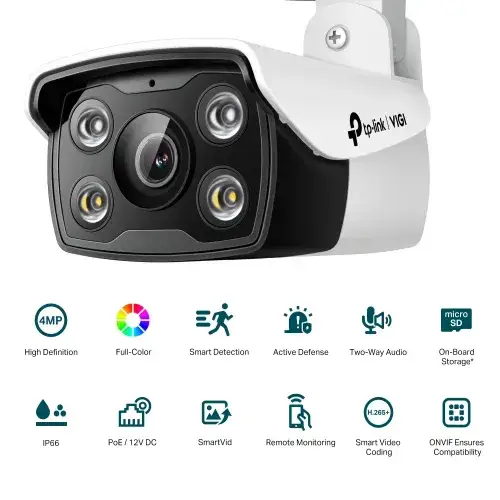 tp-link | VIGI
4MP
micro
SD
High Definition
Full-Color
Smart Detection
Active Defense
Two-Way Audio
On-Board
Storage*
H.265+
IP66
PoE / 12V DC
SmartVid
Remote Monitoring
Smart Video
Coding
ONVIF Ensures
Compatibility